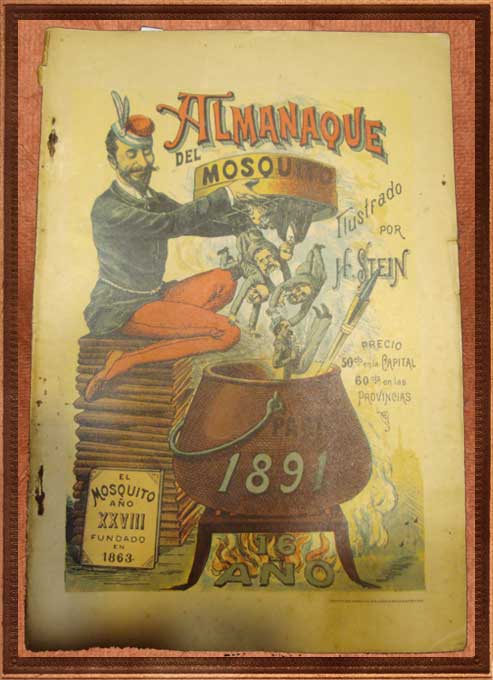 ALMANAQUE
DEL
MOSQUITO
Ilustrado
POR
H. STEIN
PRECIO
50 cts en la CAPITAL
60 cts en las
PROVINCIAS
PARA
1891
EL
MOSQUITO
AÑO
XXVIII
FUNDADO
EN
1863.
16
AÑO